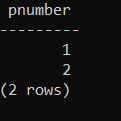 pnumber
---------
1
2
(2 rows)